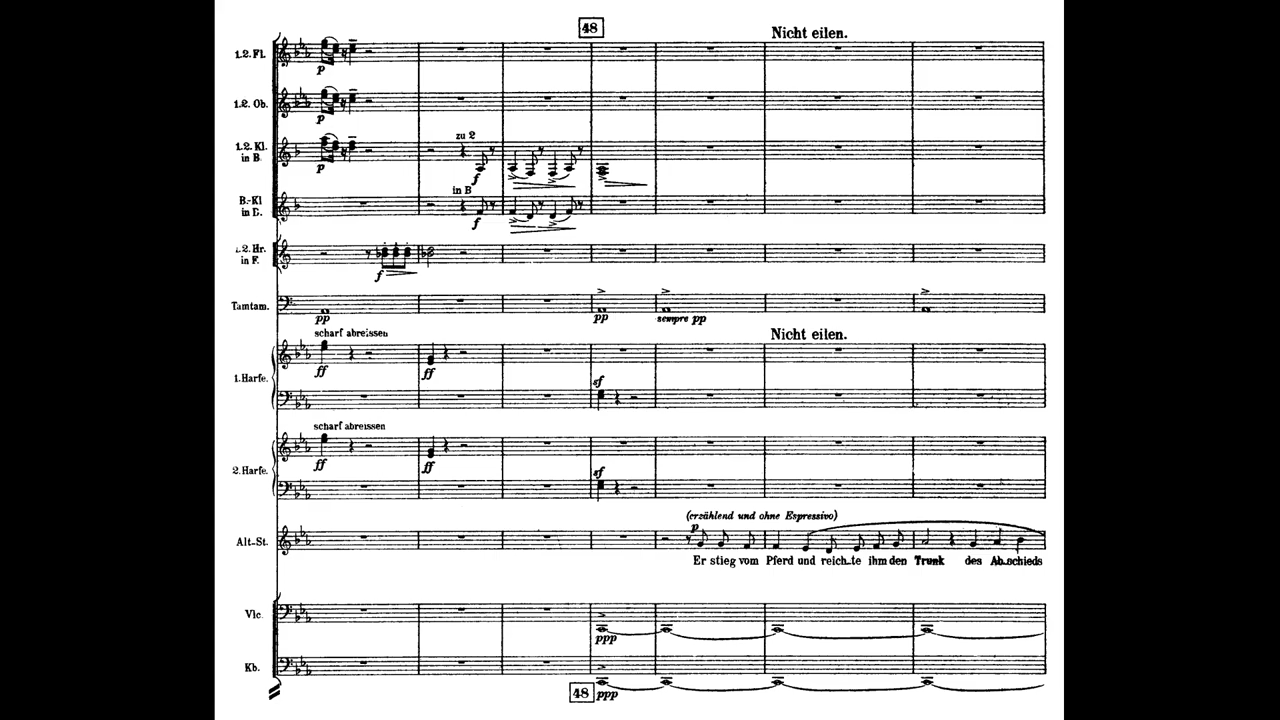 48
Nicht eilen.
1.2. Fl.
p
1.2. Ob.
p
1.2. Kl.
in B.
p
zu 2
f
B.-Kl
in B.
in B
f
1.2. Hr.
in F.
f
Tamtam.
pp
pp
sempre pp
scharf abreissen
Nicht eilen.
1. Harfe.
ff
ff
sf
scharf abreissen
2. Harfe.
ff
ff
sf
(erzählend und ohne Espressivo)
p
Alt-St.
Er stieg vom Pferd und reich-te ihm den Trunk des Ab-schieds
Vlc.
ppp
Kb.
48 ppp